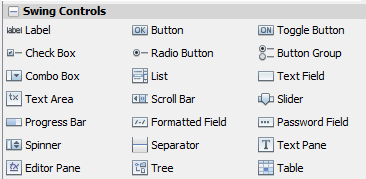 Swing Controls
label Label OK Button ON Toggle Button
Check Box Radio Button Button Group
Combo Box List Text Field
tx Text Area Scroll Bar Slider
Progress Bar Formatted Field Password Field
Spinner Separator T Text Pane
Editor Pane Tree Table